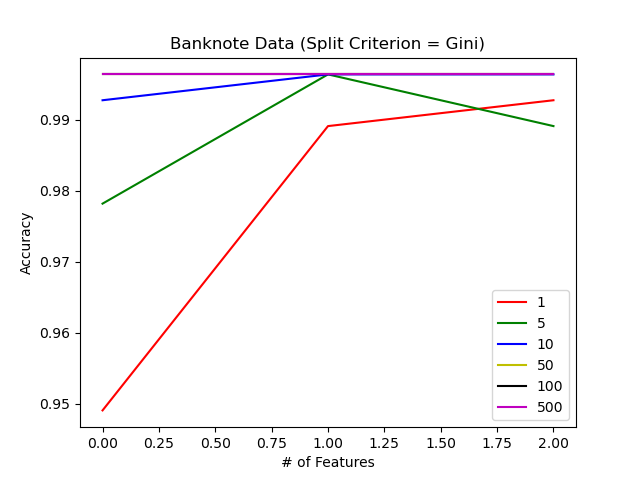 Banknote Data (Split Criterion = Gini)
Accuracy
0.99
0.98
0.97
0.96
0.95
1
5
10
50
100
500
0.00 0.25 0.50 0.75 1.00 1.25 1.50 1.75 2.00
# of Features